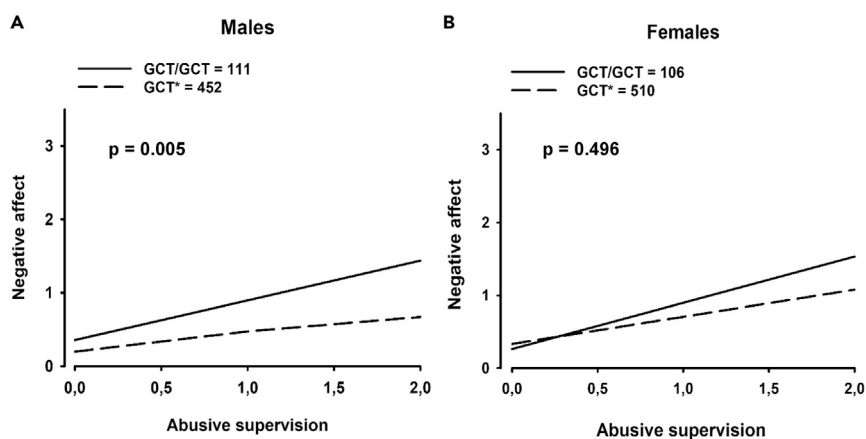 A
Males
GCT/GCT = 111
GCT* = 452
p = 0.005
Negative affect
3
2
1
0
0,0 0,5 1,0 1,5 2,0
Abusive supervision
B
Females
GCT/GCT = 106
GCT* = 510
p = 0.496
Negative affect
3
2
1
0
0,0 0,5 1,0 1,5 2,0
Abusive supervision